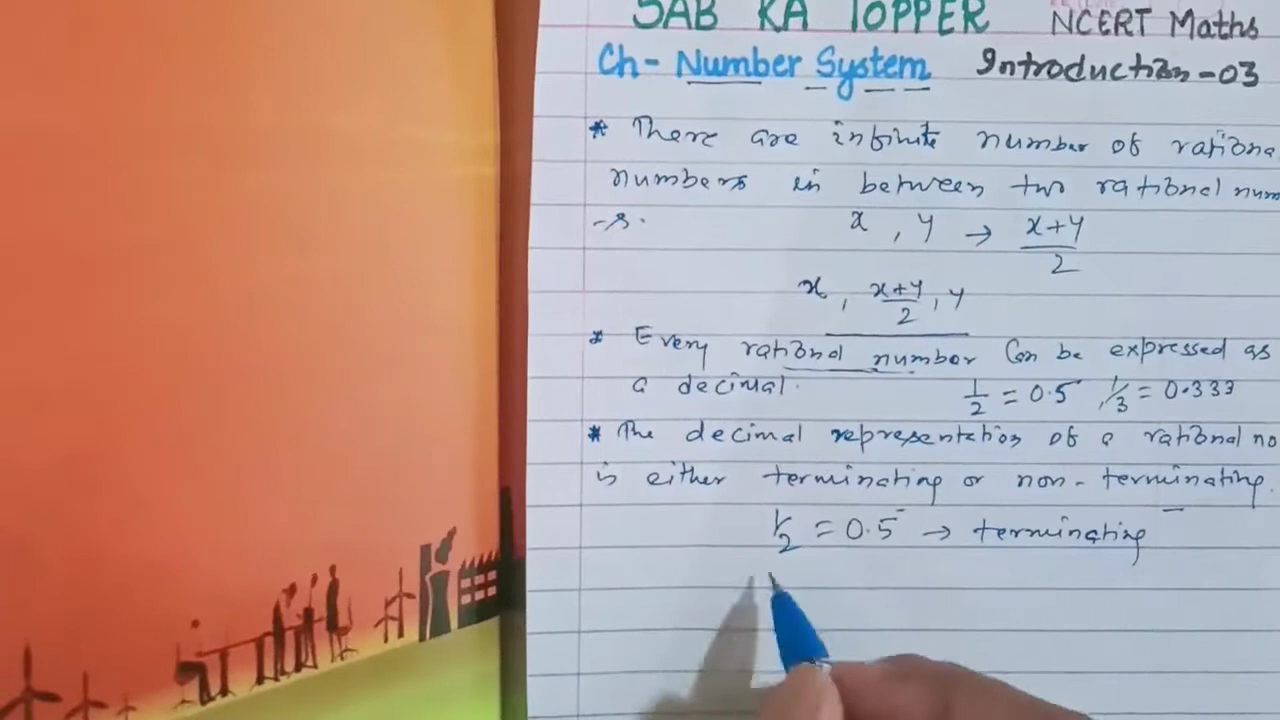 SAB KA TOPPER NCERT Maths
Ch- Number System Introduction-03
* There are infinite number of rationa
numbers in between two rational num
-s. x , y → x+y/2
x, x+y/2, y
* Every rational number Can be expressed as
a decimal. 1/2 = 0.5 , 1/3 = 0.333
* The decimal representation of a rational no
is either terminating or non-terminating.
1/2 = 0.5 → terminating